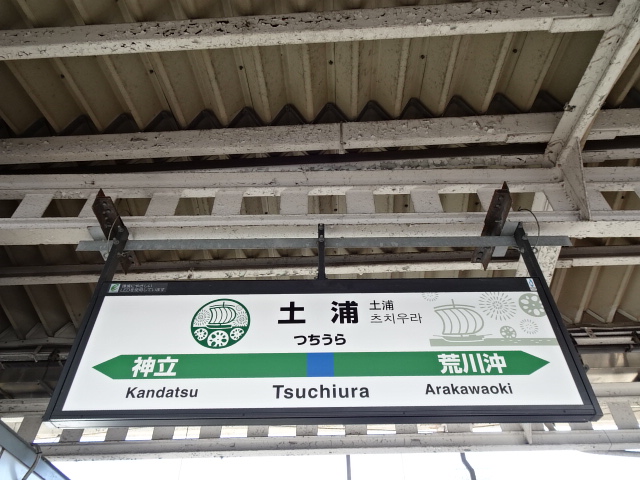 土浦
土浦
츠치우라
つちうら
神立
荒川沖
Kandatsu
Tsuchiura
Arakawaoki